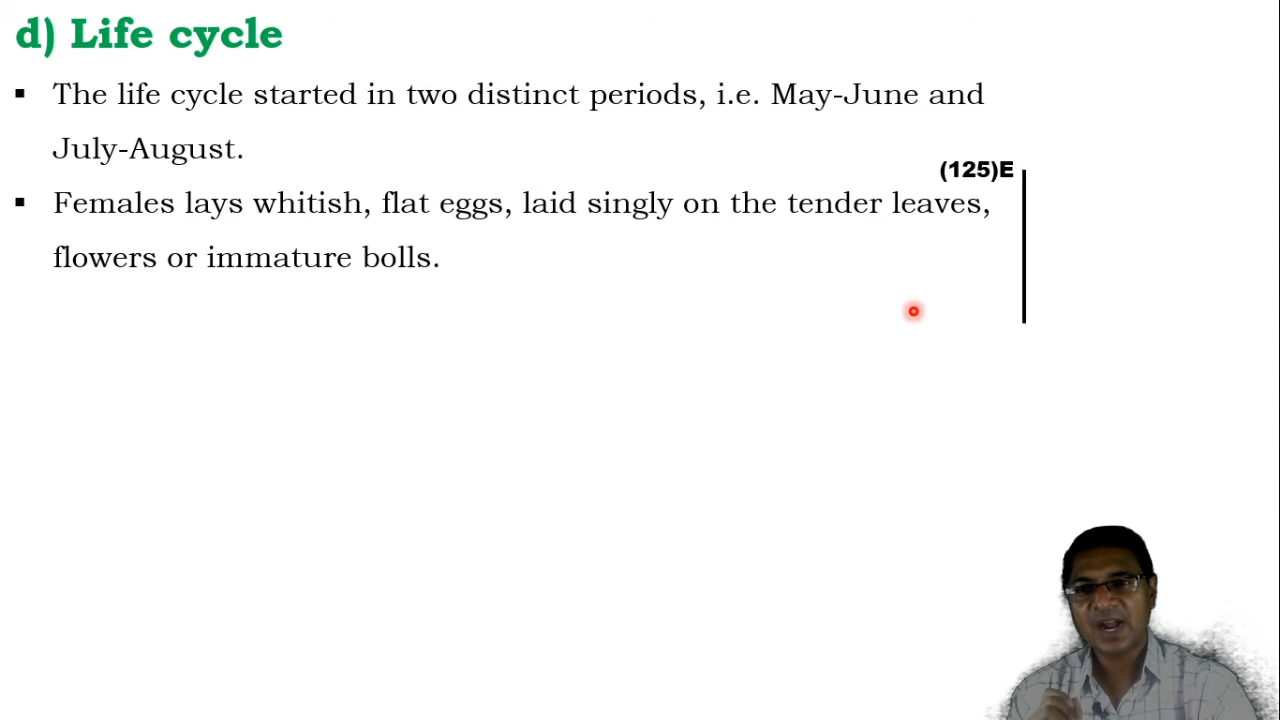 d) Life cycle
▪ The life cycle started in two distinct periods, i.e. May-June and
July-August.
(125)E
▪ Females lays whitish, flat eggs, laid singly on the tender leaves,
flowers or immature bolls.